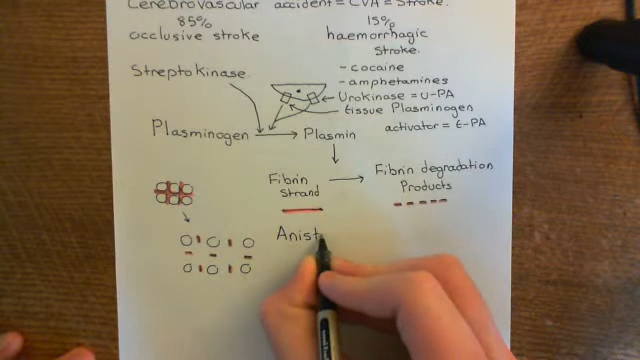 Cerebrovascular accident = CVA = Stroke.
85% 15%
occlusive stroke haemorrhagic
Stroke.
- cocaine
- amphetamines
Streptokinase
Urokinase = u-PA
tissue Plasminogen
activator = t-PA
Plasminogen Plasmin
Fibrin Strand
Fibrin degradation
Products
Anist